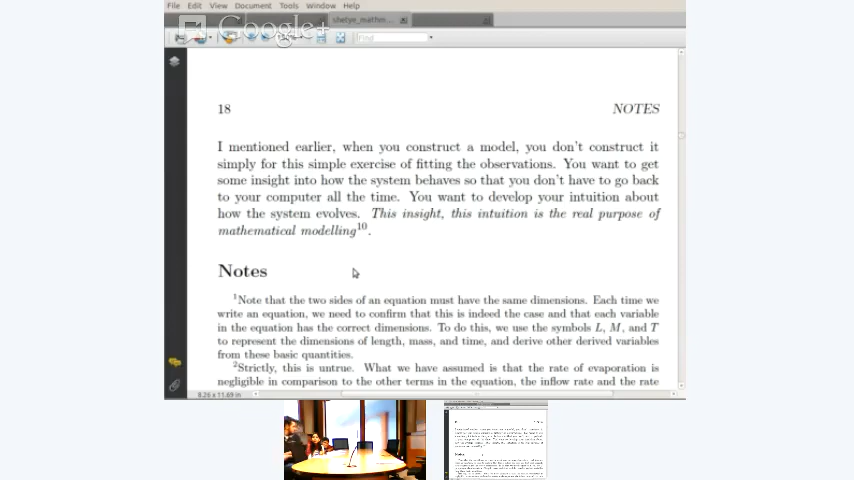 File Edit View Document Tools Window Help
shetye_mathm...
Google+
Find
18 NOTES
I mentioned earlier, when you construct a model, you don't construct it
simply for this simple exercise of fitting the observations. You want to get
some insight into how the system behaves so that you don't have to go back
to your computer all the time. You want to develop your intuition about
how the system evolves. This insight, this intuition is the real purpose of
mathematical modelling10.
Notes
1Note that the two sides of an equation must have the same dimensions. Each time we
write an equation, we need to confirm that this is indeed the case and that each variable
in the equation has the correct dimensions. To do this, we use the symbols L, M, and T
to represent the dimensions of length, mass, and time, and derive other derived variables
from these basic quantities.
2Strictly, this is untrue. What we have assumed is that the rate of evaporation is
negligible in comparison to the other terms in the equation, the inflow rate and the rate
8.26 x 11.69 in